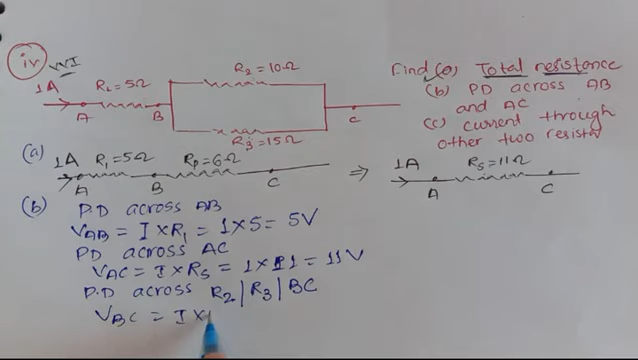 iv VVI
R2 = 10Ω
1A R1 = 5Ω
A B C
R3 = 15Ω
Find (a) Total resistance
(b) PD across AB
and AC
(c) current through
other two resistor
(a) 1A R1 = 5Ω Rp = 6Ω ⇒ 1A Rs = 11Ω
A B C A C
(b) P.D across AB
VAB = I × R1 = 1 × 5 = 5V
PD across AC
VAC = I × Rs = 1 × 11 = 11V
P.D across R2 | R3 | BC
VBC = I ×